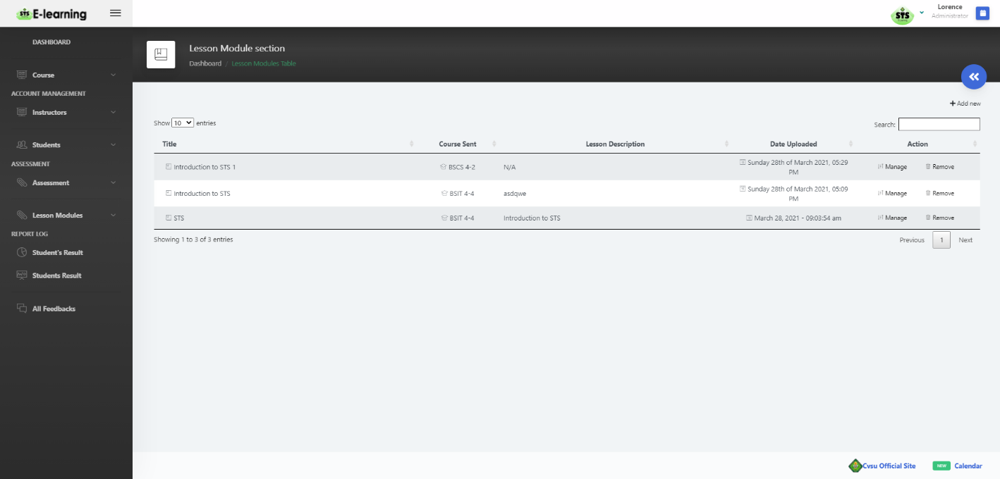 STS E-learning
Lorence
Administrator
STS
DASHBOARD
Course
ACCOUNT MANAGEMENT
Instructors
Students
ASSESSMENT
Assessment
Lesson Modules
REPORT LOG
Student's Result
Students Result
All Feedbacks
Lesson Module section
Dashboard / Lesson Modules Table
Add new
Show 10 entries
Search:
Title Course Sent Lesson Description Date Uploaded Action
Introduction to STS 1 BSCS 4-2 N/A Sunday 28th of March 2021, 05:29 PM Manage Remove
Introduction to STS BSIT 4-4 asdqwe Sunday 28th of March 2021, 05:09 PM Manage Remove
STS BSIT 4-4 Introduction to STS March 28, 2021 - 09:03:54 am Manage Remove
Showing 1 to 3 of 3 entries
Previous 1 Next
Cvsu Official Site NEW Calendar